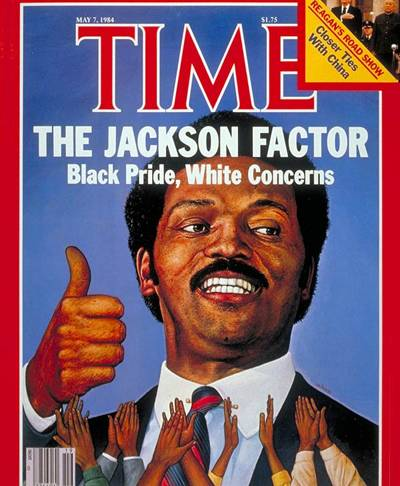 MAY 7, 1984
$1.75
REAGAN'S ROAD SHOW
Closer Ties
With China
TIME
THE JACKSON FACTOR
Black Pride, White Concerns
19